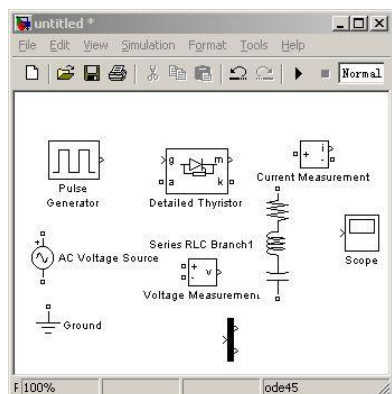 untitled *
File Edit View Simulation Format Tools Help
Normal
g m
a k
i
+
-
Pulse
Generator
Detailed Thyristor
Current Measurement
+
AC Voltage Source
Series RLC Branch1
+
-
v
Scope
Voltage Measurement
Ground
F 100% ode45